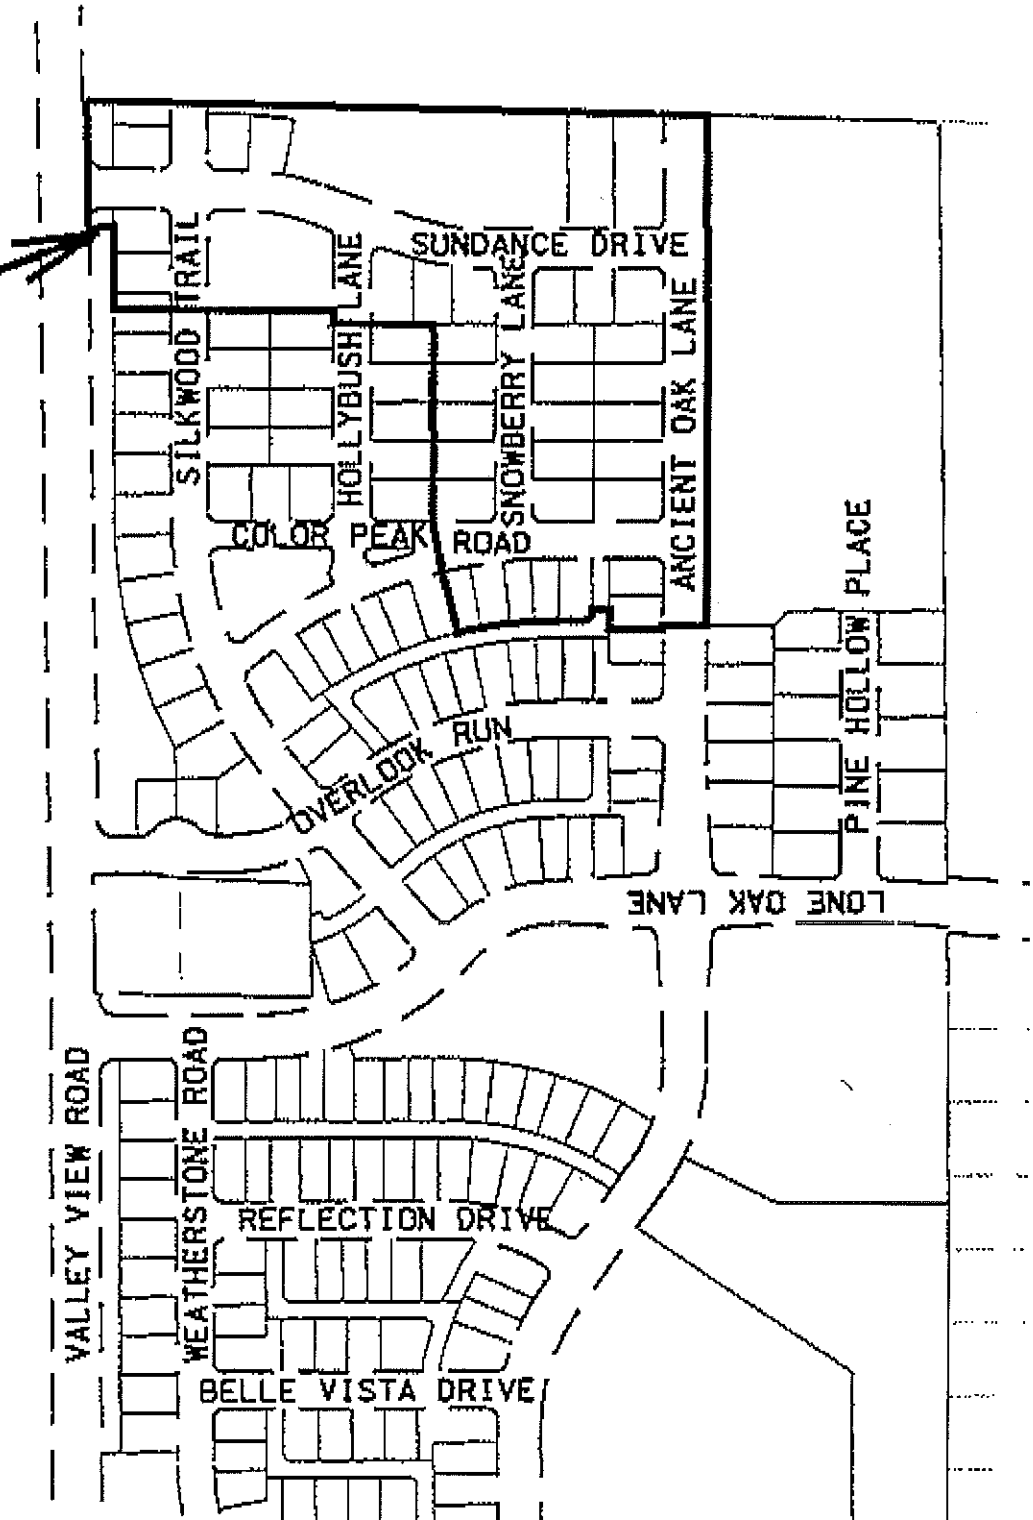 SUNDANCE DRIVE
SILKWOOD TRAIL
HOLLYBUSH LANE
SNOWBERRY LANE
ANCIENT OAK LANE
COLOR PEAK ROAD
PINE HOLLOW PLACE
OVERLOOK RUN
LONE OAK LANE
VALLEY VIEW ROAD
WEATHERSTONE ROAD
REFLECTION DRIVE
BELLE VISTA DRIVE